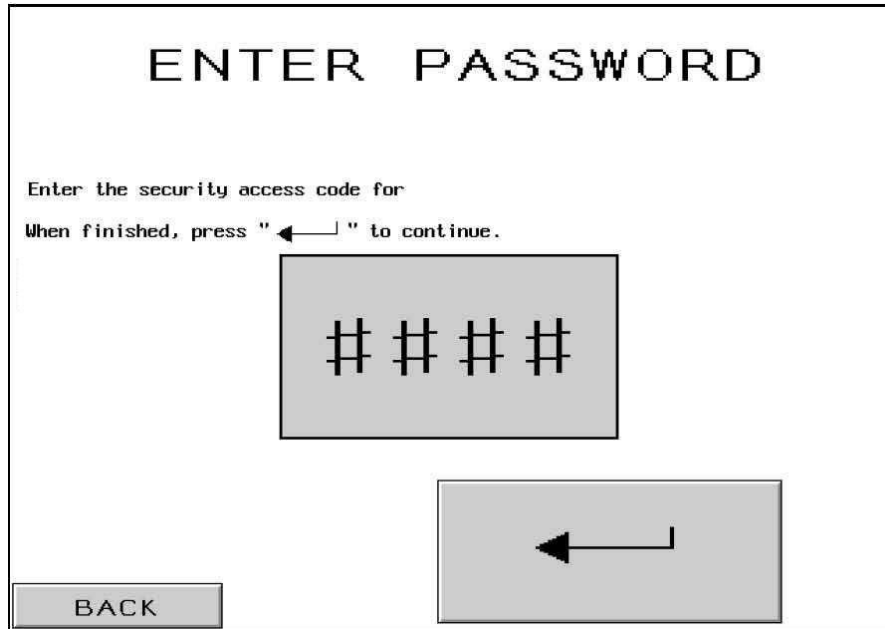 ENTER PASSWORD
Enter the security access code for
When finished, press "←┘" to continue.
####
BACK